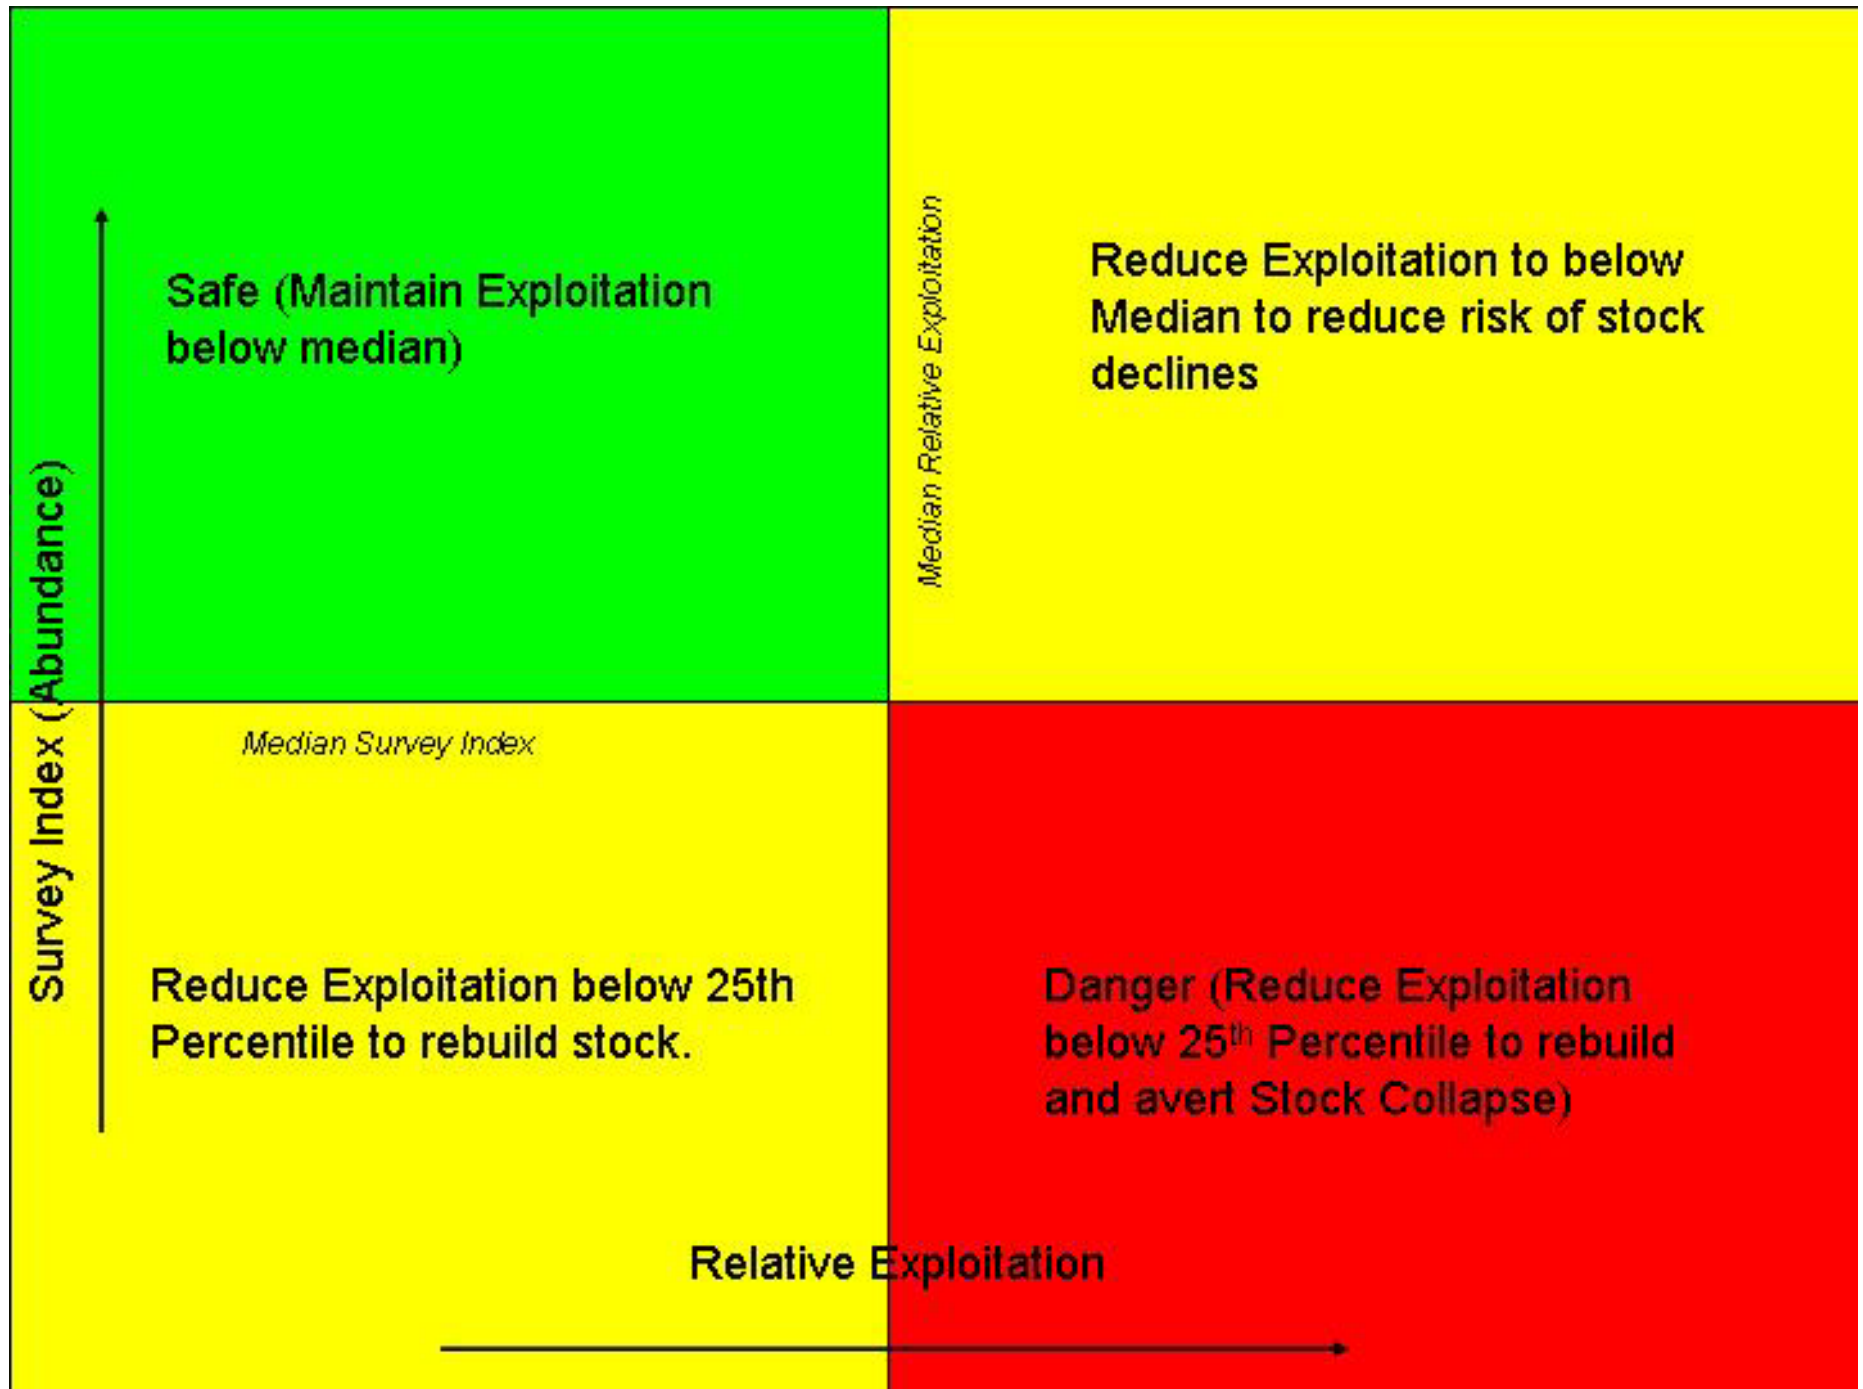 Safe (Maintain Exploitation
below median)
Median Relative Exploitation
Reduce Exploitation to below
Median to reduce risk of stock
declines
Survey Index (Abundance)
Median Survey Index
Reduce Exploitation below 25th
Percentile to rebuild stock.
Danger (Reduce Exploitation
below 25th Percentile to rebuild
and avert Stock Collapse)
Relative Exploitation